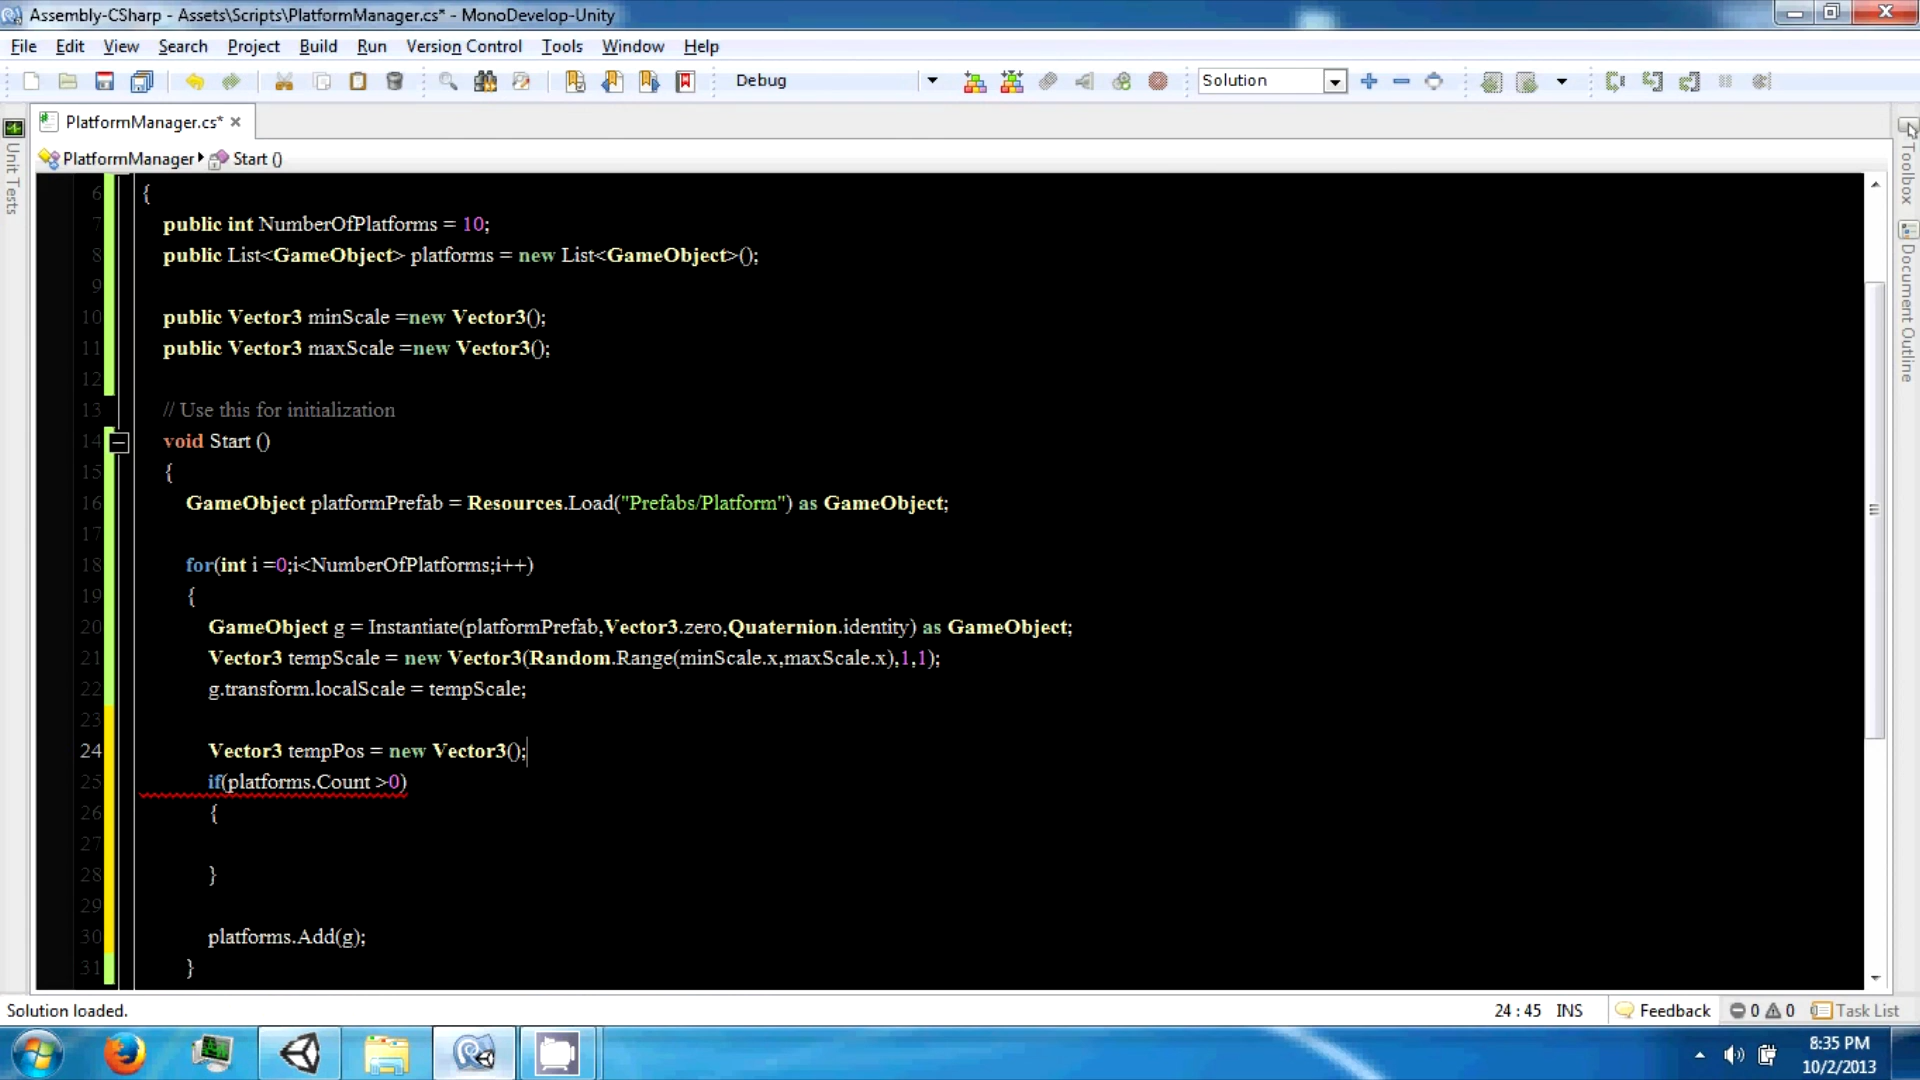 Assembly-CSharp - Assets\Scripts\PlatformManager.cs* - MonoDevelop-Unity
File Edit View Search Project Build Run Version Control Tools Window Help
Debug Solution
PlatformManager.cs*
PlatformManager Start ()
Unit Tests
Toolbox
Document Outline
6 {
7 public int NumberOfPlatforms = 10;
8 public List<GameObject> platforms = new List<GameObject>();
9
10 public Vector3 minScale =new Vector3();
11 public Vector3 maxScale =new Vector3();
12
13 // Use this for initialization
14 void Start ()
15 {
16 GameObject platformPrefab = Resources.Load("Prefabs/Platform") as GameObject;
17
18 for(int i =0;i<NumberOfPlatforms;i++)
19 {
20 GameObject g = Instantiate(platformPrefab,Vector3.zero,Quaternion.identity) as GameObject;
21 Vector3 tempScale = new Vector3(Random.Range(minScale.x,maxScale.x),1,1);
22 g.transform.localScale = tempScale;
23
24 Vector3 tempPos = new Vector3();
25 if(platforms.Count >0)
26 {
27
28 }
29
30 platforms.Add(g);
31 }
Solution loaded. 24 : 45 INS Feedback 0 0 Task List
8:35 PM
10/2/2013